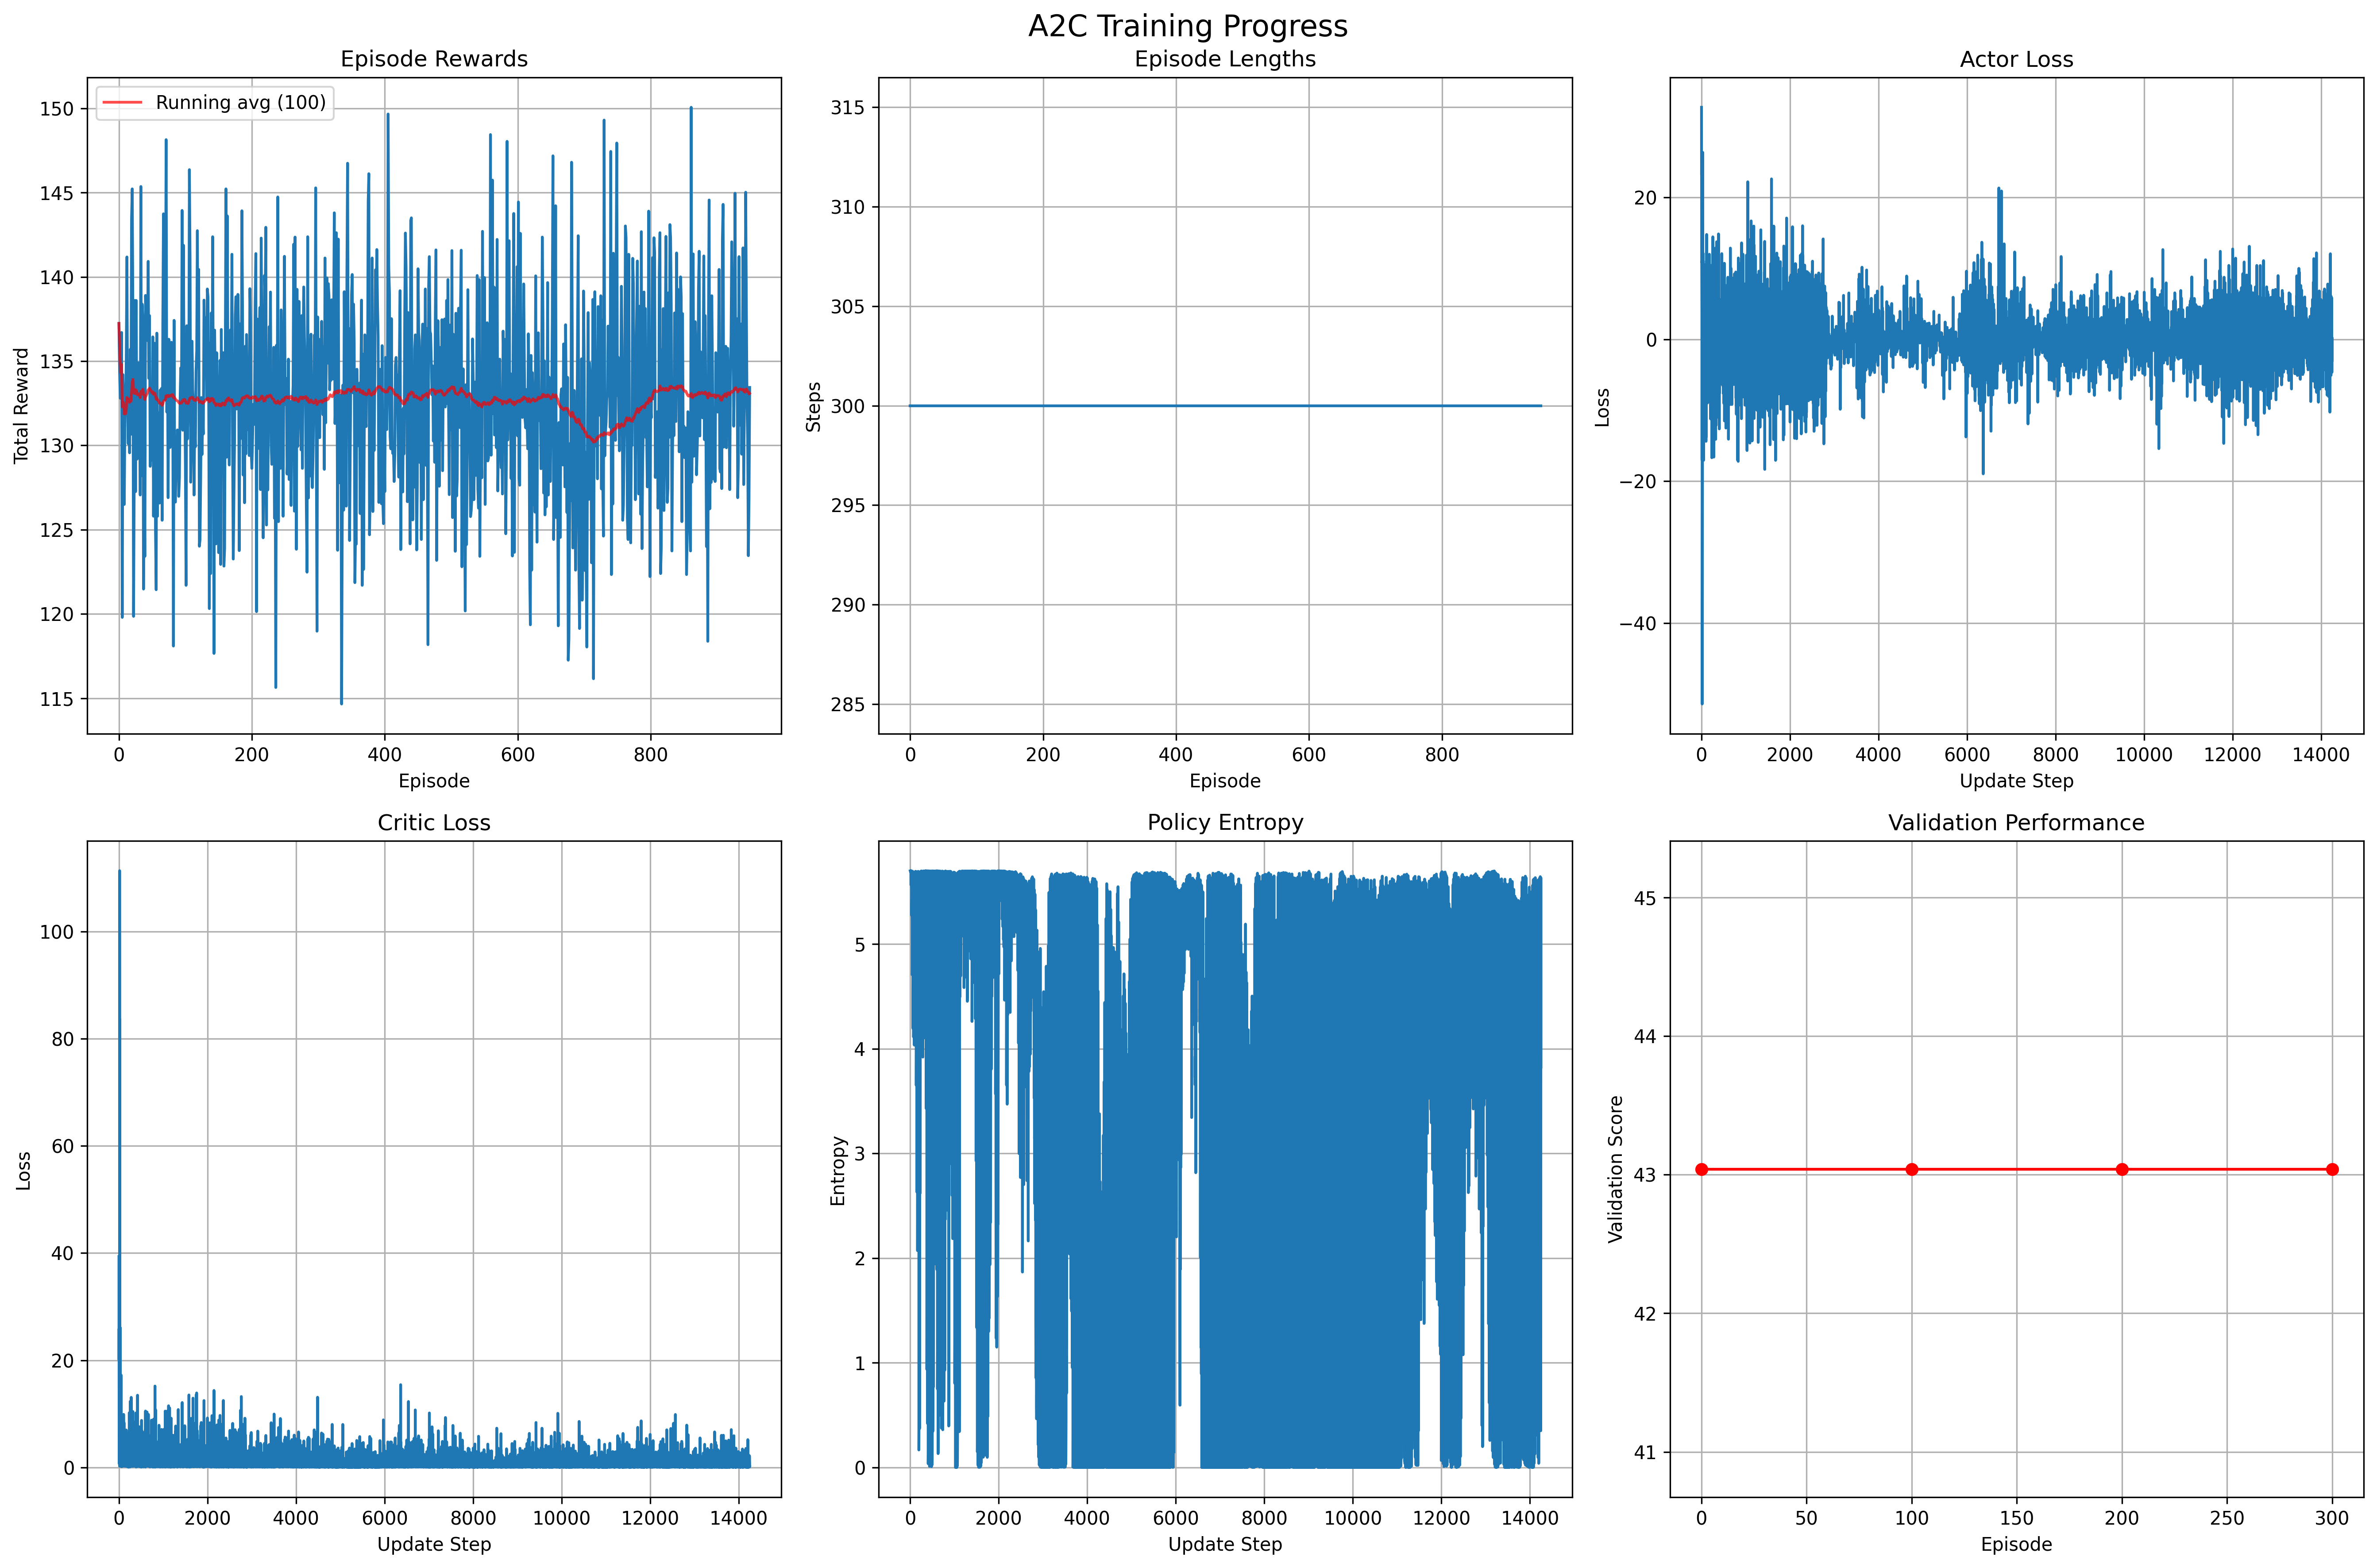 A2C Training Progress
Episode Rewards
Running avg (100)
150
145
140
135
130
125
120
115
Total Reward
0 200 400 600 800
Episode
Episode Lengths
315
310
305
300
295
290
285
Steps
0 200 400 600 800
Episode
Actor Loss
20
0
−20
−40
Loss
0 2000 4000 6000 8000 10000 12000 14000
Update Step
Critic Loss
100
80
60
40
20
0
Loss
0 2000 4000 6000 8000 10000 12000 14000
Update Step
Policy Entropy
5
4
3
2
1
0
Entropy
0 2000 4000 6000 8000 10000 12000 14000
Update Step
Validation Performance
45
44
43
42
41
Validation Score
0 50 100 150 200 250 300
Episode